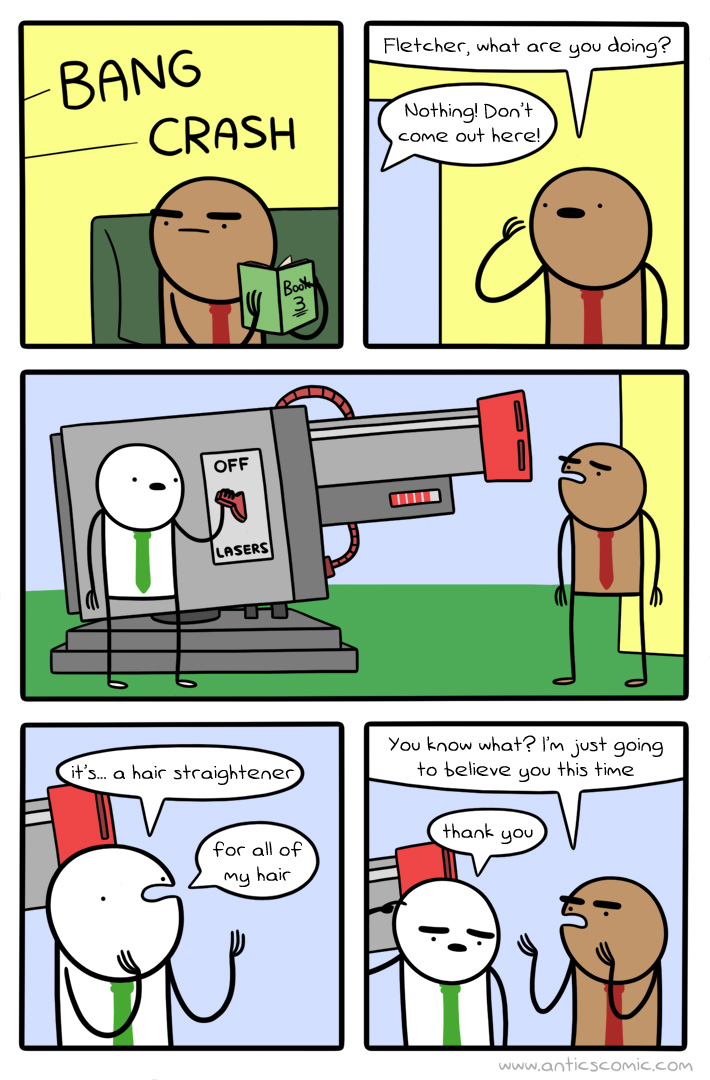 BANG
CRASH
Book
3
Fletcher, what are you doing?
Nothing! Don't
come out here!
OFF
LASERS
it's... a hair straightener
for all of
my hair
You know what? I'm just going
to believe you this time
thank you
www.anticscomic.com